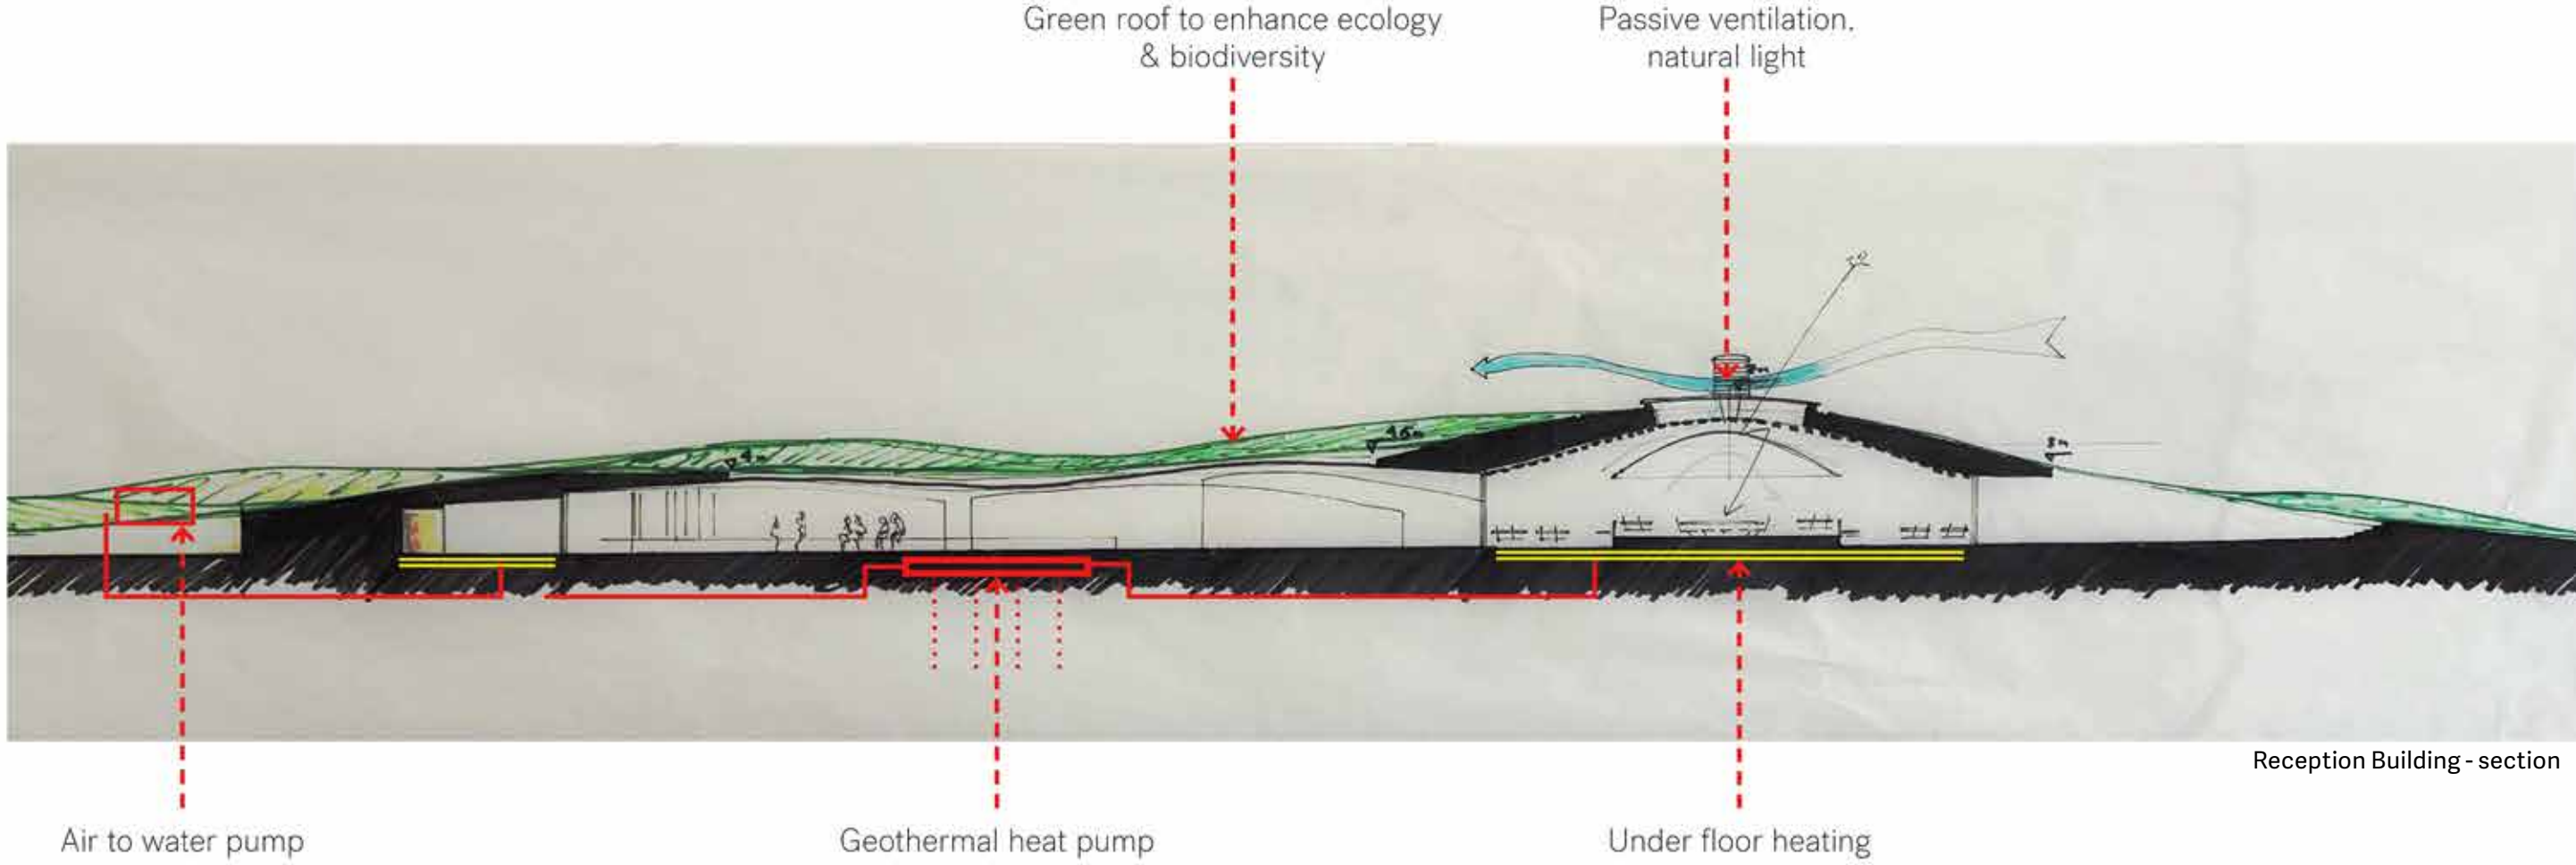 Green roof to enhance ecology
& biodiversity
Passive ventilation,
natural light
4m
Reception Building - section
Air to water pump
Geothermal heat pump
Under floor heating